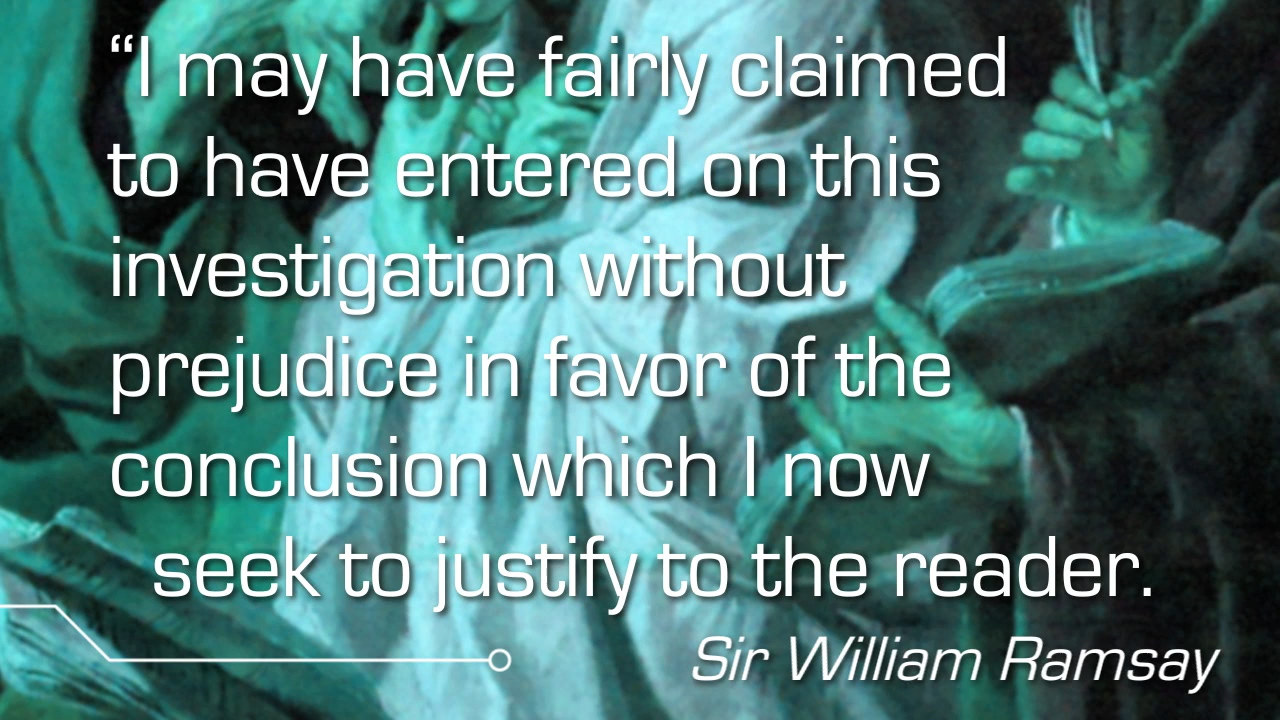 “I may have fairly claimed
to have entered on this
investigation without
prejudice in favor of the
conclusion which I now
seek to justify to the reader.
Sir William Ramsay